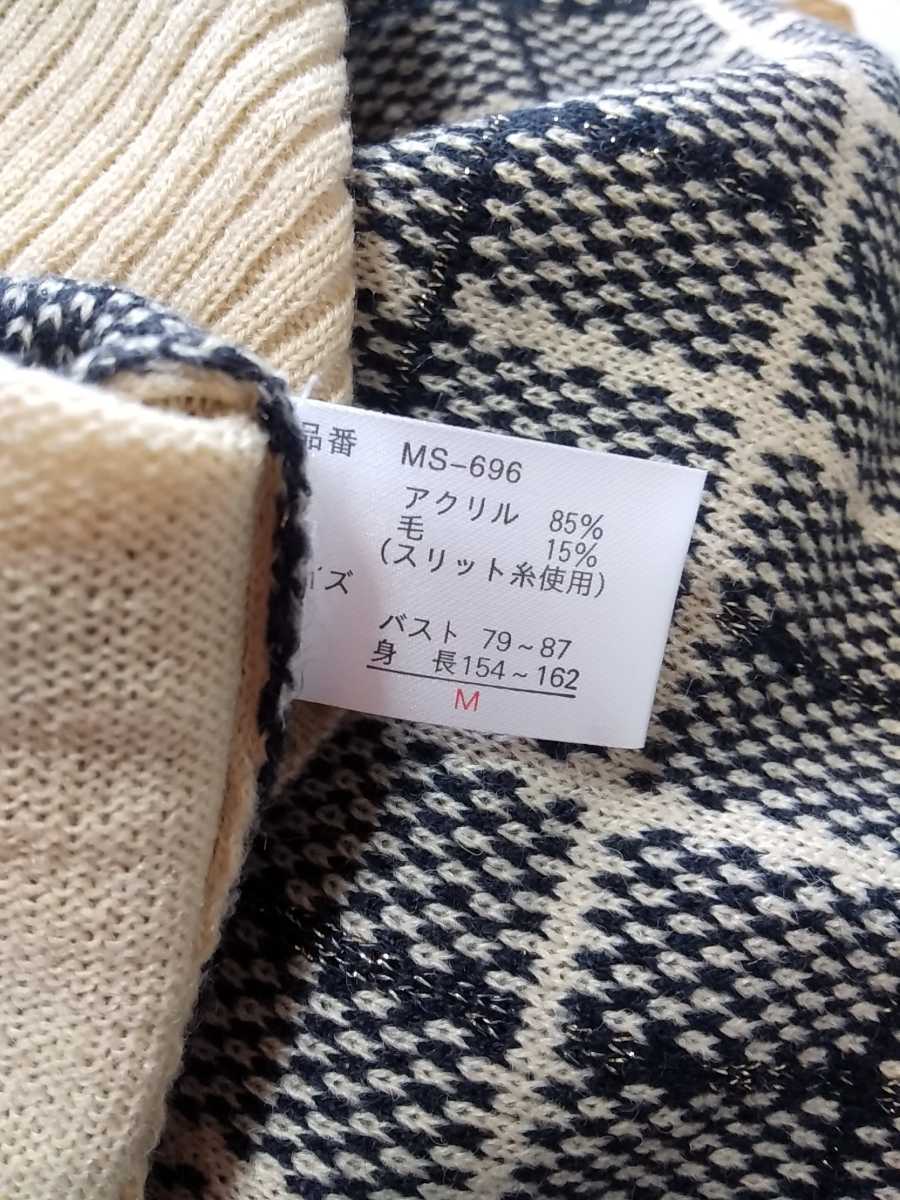 品番 MS-696
アクリル 85%
毛 15%
(スリット糸使用)
イズ
バスト 79~87
身 長154~162
M